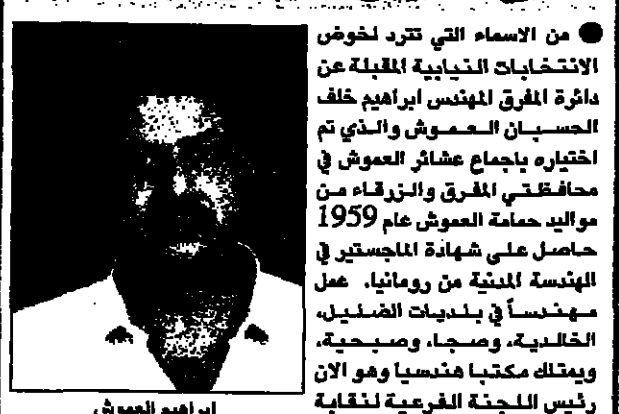 ● من الاسماء التي تترد لخوض
الانتخابات النيابية المقبلة عن
دائرة المفرق المهندس ابراهيم خلف
الحسبان العموش والذي تم
اختياره باجماع عشائر العموش في
محافظتي المفرق والزرقاء من
مواليد حمامة العموش عام 1959
حاصل على شهادة الماجستير في
الهندسة المدنية من رومانيا. عمل
مهندساً في بلديات الضليل،
الخالدية، وصبحا، وصبحية،
ويمتلك مكتبا هندسيا وهو الان
رئيس اللجنة الفرعية لنقابة
ابراهيم العموش